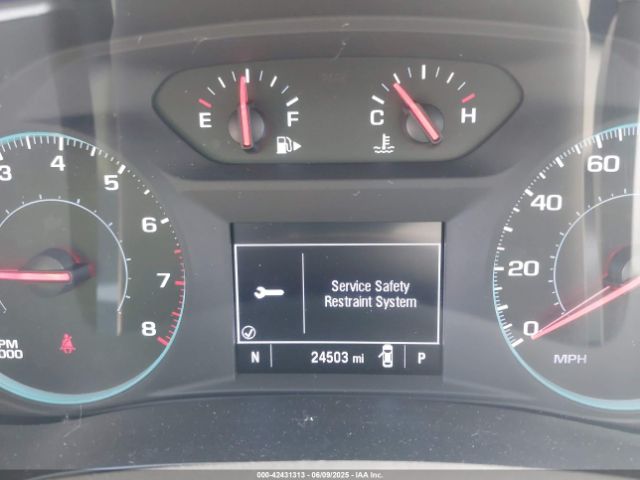 E F
C H
3 4 5 6 7 8
PM
000
0 20 40 60
MPH
Service Safety
Restraint System
N 24503 mi P
000-42431313 | 06/09/2025 - IAA Inc.